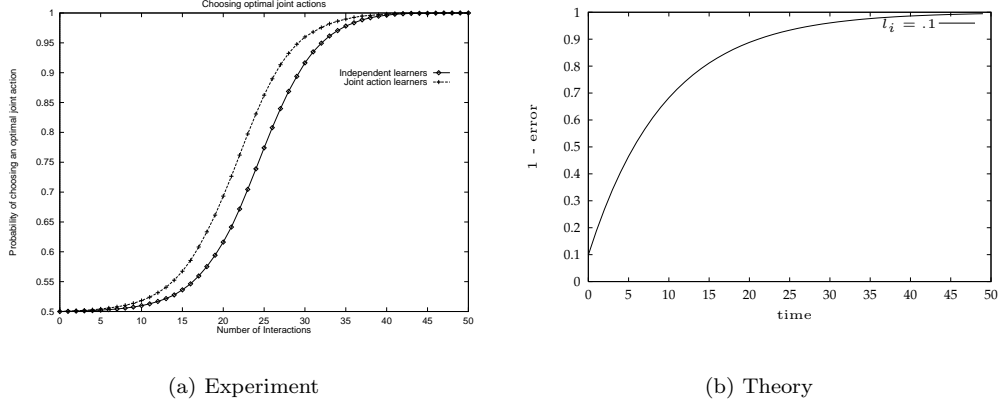 Choosing optimal joint actions
Probability of choosing an optimal joint action
1
0.95
0.9
0.85
0.8
0.75
0.7
0.65
0.6
0.55
0.5
Independent learners
Joint action learners
0 5 10 15 20 25 30 35 40 45 50
Number of Interactions
(a) Experiment
1 - error
1
0.9
0.8
0.7
0.6
0.5
0.4
0.3
0.2
0.1
0
l_i = .1
0 5 10 15 20 25 30 35 40 45 50
time
(b) Theory